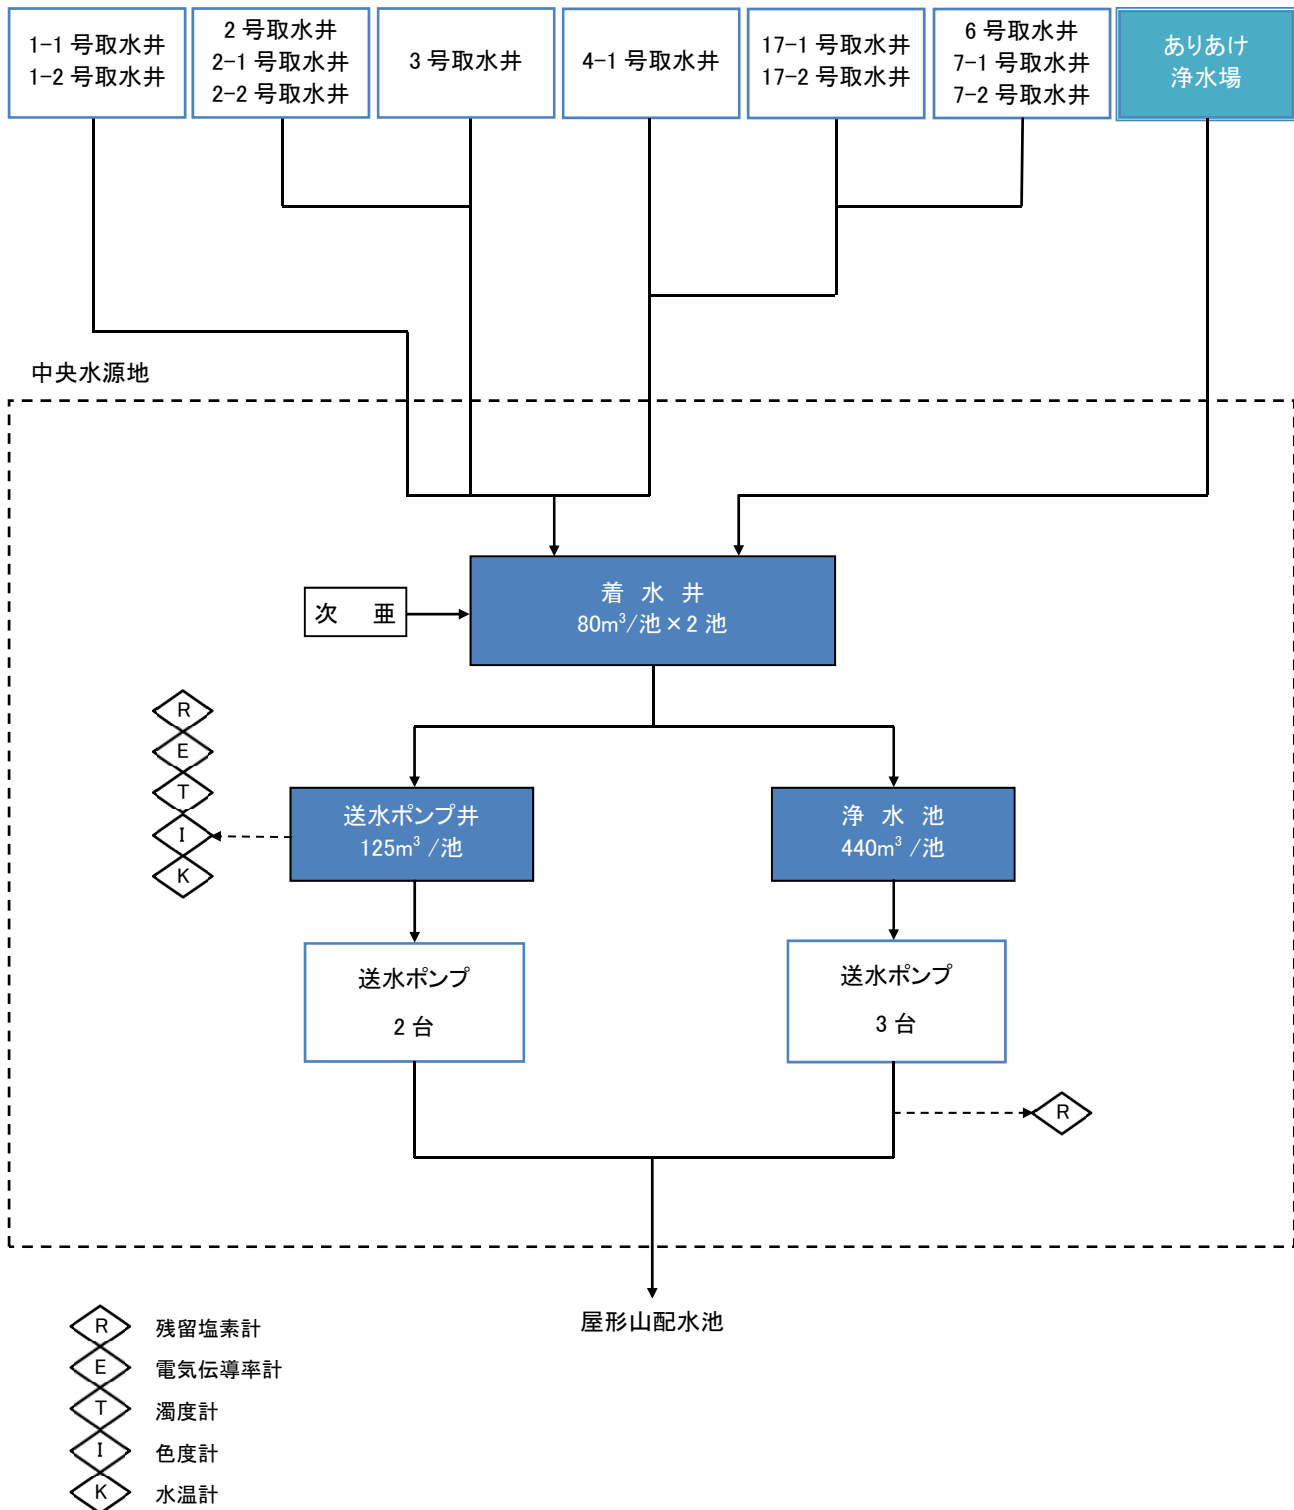 1-1 号取水井
1-2 号取水井
2 号取水井
2-1 号取水井
2-2 号取水井
3 号取水井
4-1 号取水井
17-1 号取水井
17-2 号取水井
6 号取水井
7-1 号取水井
7-2 号取水井
ありあけ
浄水場
中央水源地
着 水 井
80m³/池×2 池
次 亜
R
E
T
I
K
送水ポンプ井
125m³ /池
浄 水 池
440m³ /池
送水ポンプ
2 台
送水ポンプ
3 台
R
屋形山配水池
R 残留塩素計
E 電気伝導率計
T 濁度計
I 色度計
K 水温計